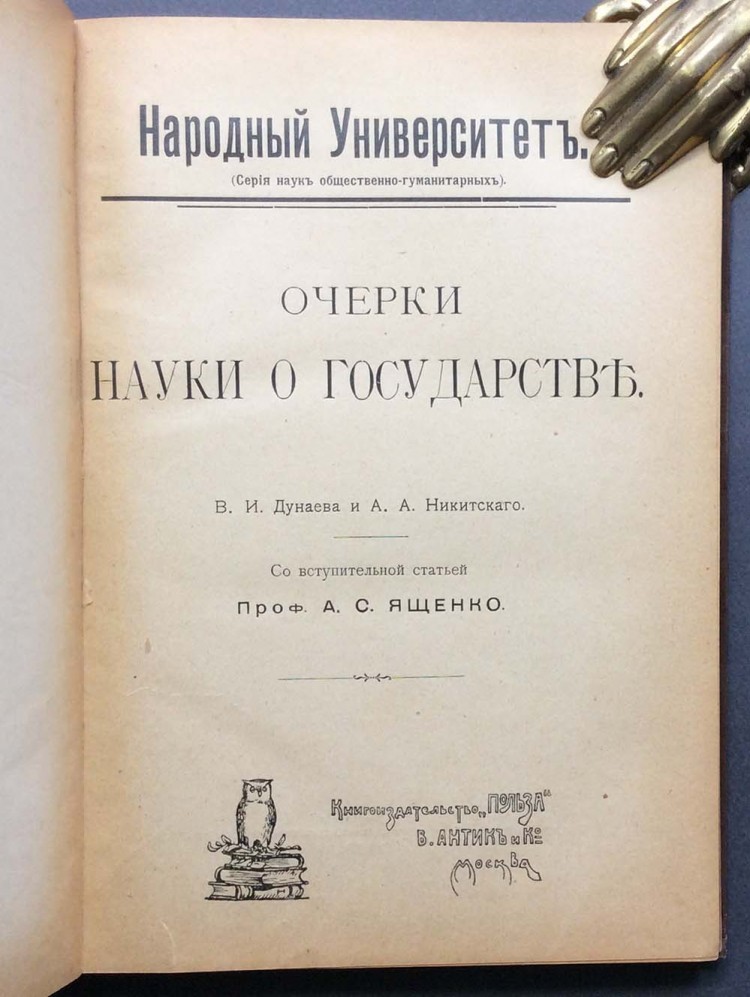 Народный Университетъ.
(Серія наукъ общественно-гуманитарныхъ).
ОЧЕРКИ
НАУКИ О ГОСУДАРСТВѢ.
В. И. Дунаева и А. А. Никитскаго.
Со вступительной статьей
Проф. А. С. ЯЩЕНКО.
Книгоиздательство „ПОЛЬЗА“
В. АНТИКЪ и Ко
Москва